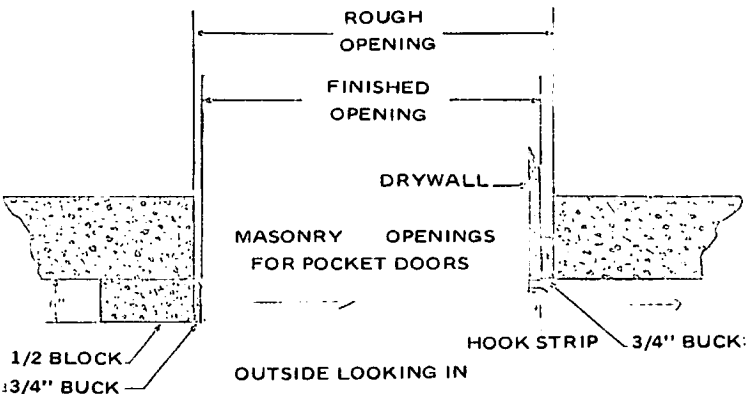 ROUGH
OPENING
FINISHED
OPENING
DRYWALL
MASONRY OPENINGS
FOR POCKET DOORS
HOOK STRIP
3/4" BUCK
1/2 BLOCK
3/4" BUCK
OUTSIDE LOOKING IN